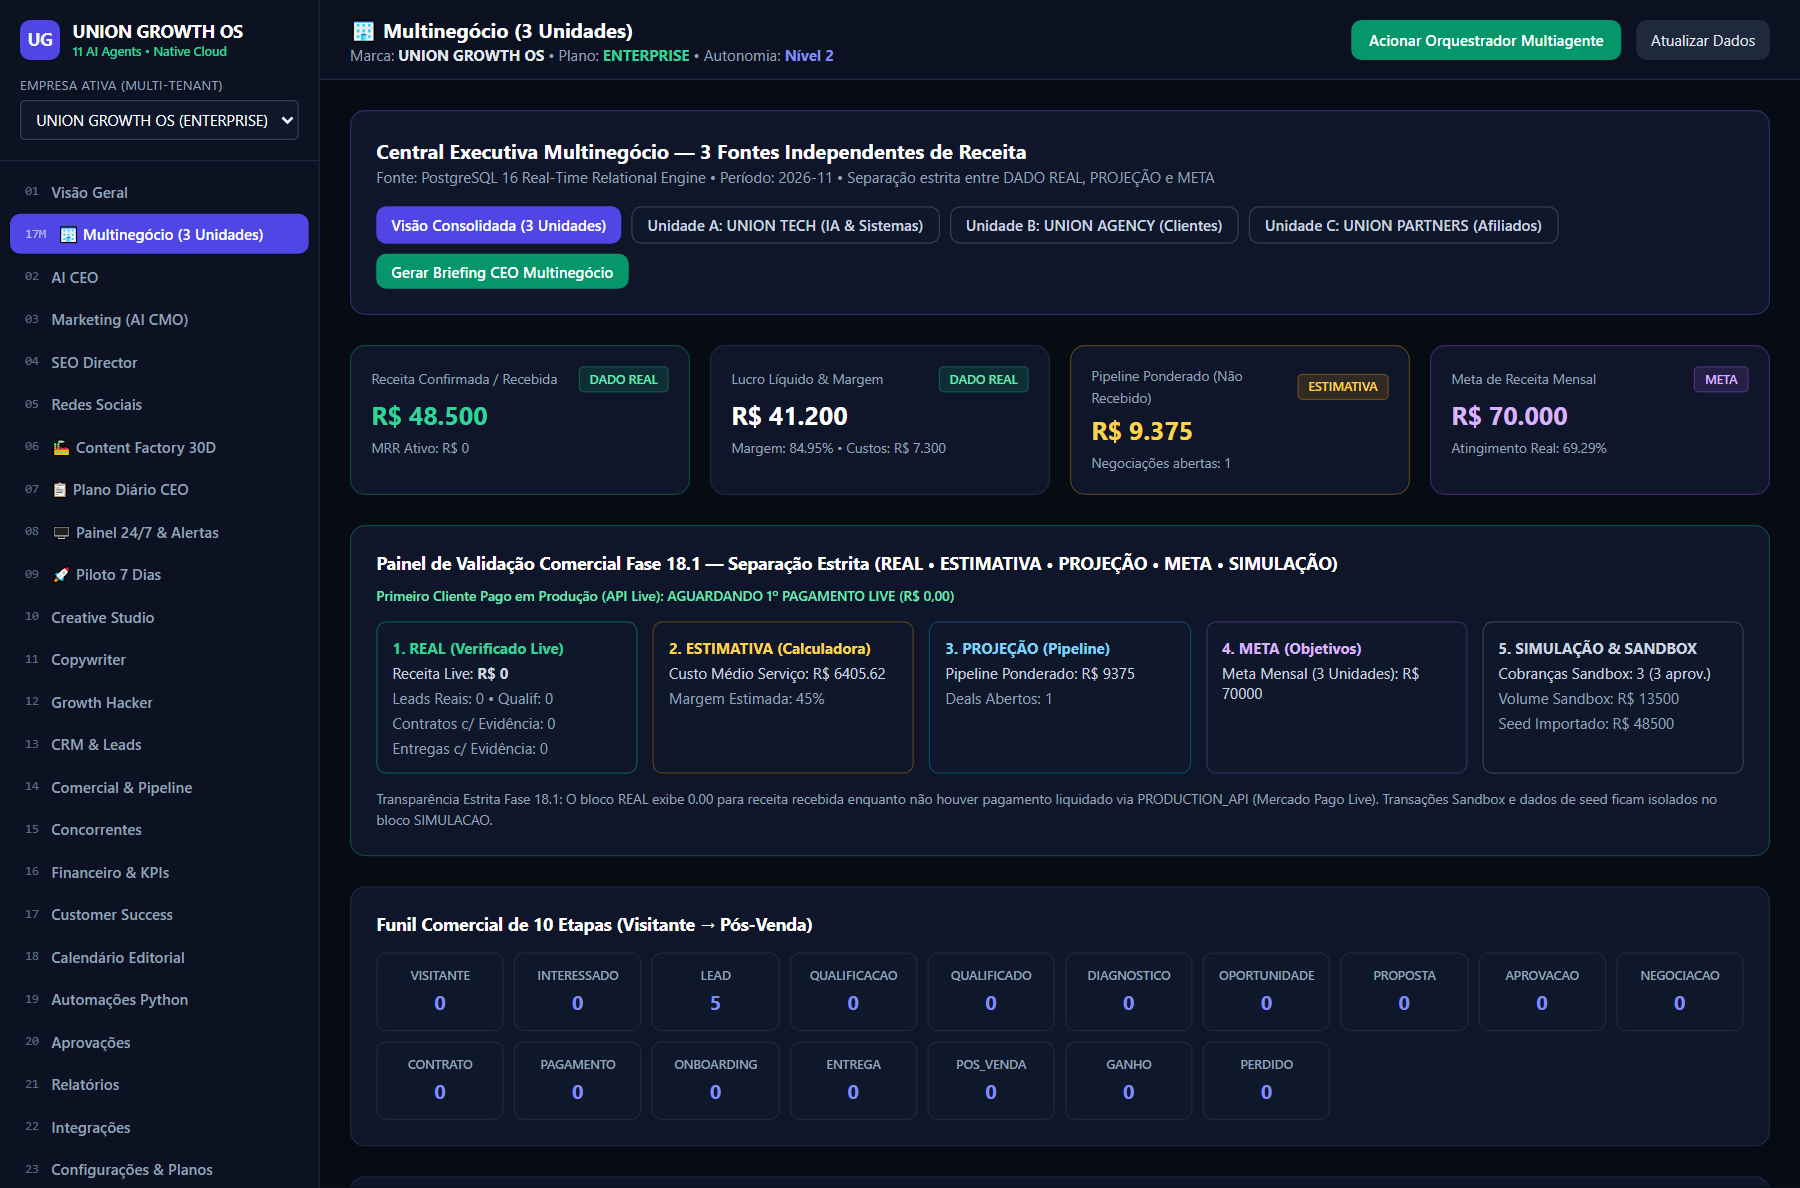 UG
UNION GROWTH OS
11 AI Agents • Native Cloud
EMPRESA ATIVA (MULTI-TENANT)
UNION GROWTH OS (ENTERPRISE)
01 Visão Geral
17M Multinegócio (3 Unidades)
02 AI CEO
03 Marketing (AI CMO)
04 SEO Director
05 Redes Sociais
06 Content Factory 30D
07 Plano Diário CEO
08 Painel 24/7 & Alertas
09 Piloto 7 Dias
10 Creative Studio
11 Copywriter
12 Growth Hacker
13 CRM & Leads
14 Comercial & Pipeline
15 Concorrentes
16 Financeiro & KPIs
17 Customer Success
18 Calendário Editorial
19 Automações Python
20 Aprovações
21 Relatórios
22 Integrações
23 Configurações & Planos
Multinegócio (3 Unidades)
Marca: UNION GROWTH OS • Plano: ENTERPRISE • Autonomia: Nível 2
Acionar Orquestrador Multiagente
Atualizar Dados
Central Executiva Multinegócio — 3 Fontes Independentes de Receita
Fonte: PostgreSQL 16 Real-Time Relational Engine • Período: 2026-11 • Separação estrita entre DADO REAL, PROJEÇÃO e META
Visão Consolidada (3 Unidades)
Unidade A: UNION TECH (IA & Sistemas)
Unidade B: UNION AGENCY (Clientes)
Unidade C: UNION PARTNERS (Afiliados)
Gerar Briefing CEO Multinegócio
Receita Confirmada / Recebida
DADO REAL
R$ 48.500
MRR Ativo: R$ 0
Lucro Líquido & Margem
DADO REAL
R$ 41.200
Margem: 84.95% • Custos: R$ 7.300
Pipeline Ponderado (Não
Recebido)
ESTIMATIVA
R$ 9.375
Negociações abertas: 1
Meta de Receita Mensal
META
R$ 70.000
Atingimento Real: 69.29%
Painel de Validação Comercial Fase 18.1 — Separação Estrita (REAL • ESTIMATIVA • PROJEÇÃO • META • SIMULAÇÃO)
Primeiro Cliente Pago em Produção (API Live): AGUARDANDO 1º PAGAMENTO LIVE (R$ 0,00)
1. REAL (Verificado Live)
Receita Live: R$ 0
Leads Reais: 0 • Qualif: 0
Contratos c/ Evidência: 0
Entregas c/ Evidência: 0
2. ESTIMATIVA (Calculadora)
Custo Médio Serviço: R$ 6405.62
Margem Estimada: 45%
3. PROJEÇÃO (Pipeline)
Pipeline Ponderado: R$ 9375
Deals Abertos: 1
4. META (Objetivos)
Meta Mensal (3 Unidades): R$
70000
5. SIMULAÇÃO & SANDBOX
Cobranças Sandbox: 3 (3 aprov.)
Volume Sandbox: R$ 13500
Seed Importado: R$ 48500
Transparência Estrita Fase 18.1: O bloco REAL exibe 0.00 para receita recebida enquanto não houver pagamento liquidado via PRODUCTION_API (Mercado Pago Live). Transações Sandbox e dados de seed ficam isolados no
bloco SIMULACAO.
Funil Comercial de 10 Etapas (Visitante → Pós-Venda)
VISITANTE
0
INTERESSADO
0
LEAD
5
QUALIFICACAO
0
QUALIFICADO
0
DIAGNOSTICO
0
OPORTUNIDADE
0
PROPOSTA
0
APROVACAO
0
NEGOCIACAO
0
CONTRATO
0
PAGAMENTO
0
ONBOARDING
0
ENTREGA
0
POS_VENDA
0
GANHO
0
PERDIDO
0